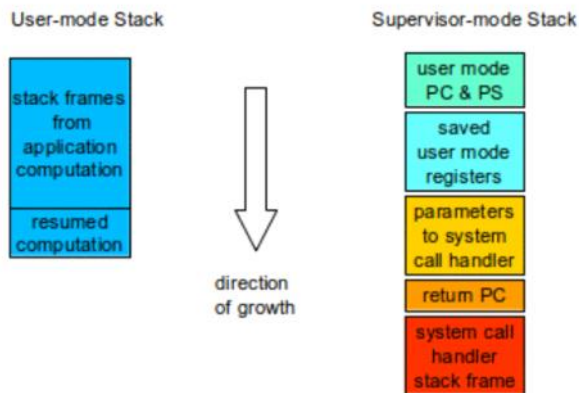 User-mode Stack
Supervisor-mode Stack
stack frames
from
application
computation
resumed
computation
direction
of growth
user mode
PC & PS
saved
user mode
registers
parameters
to system
call handler
return PC
system call
handler
stack frame